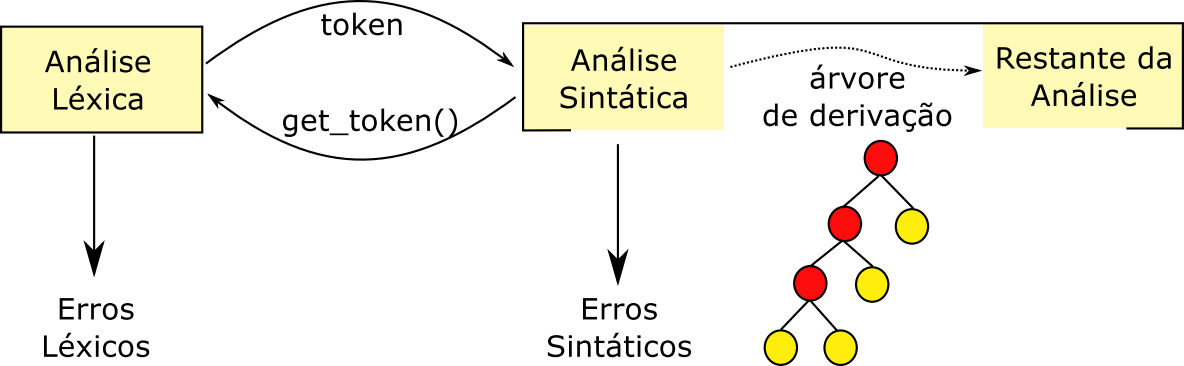 Análise
Léxica
token
get_token()
Análise
Sintática
árvore
de derivação
Restante da
Análise
Erros
Léxicos
Erros
Sintáticos